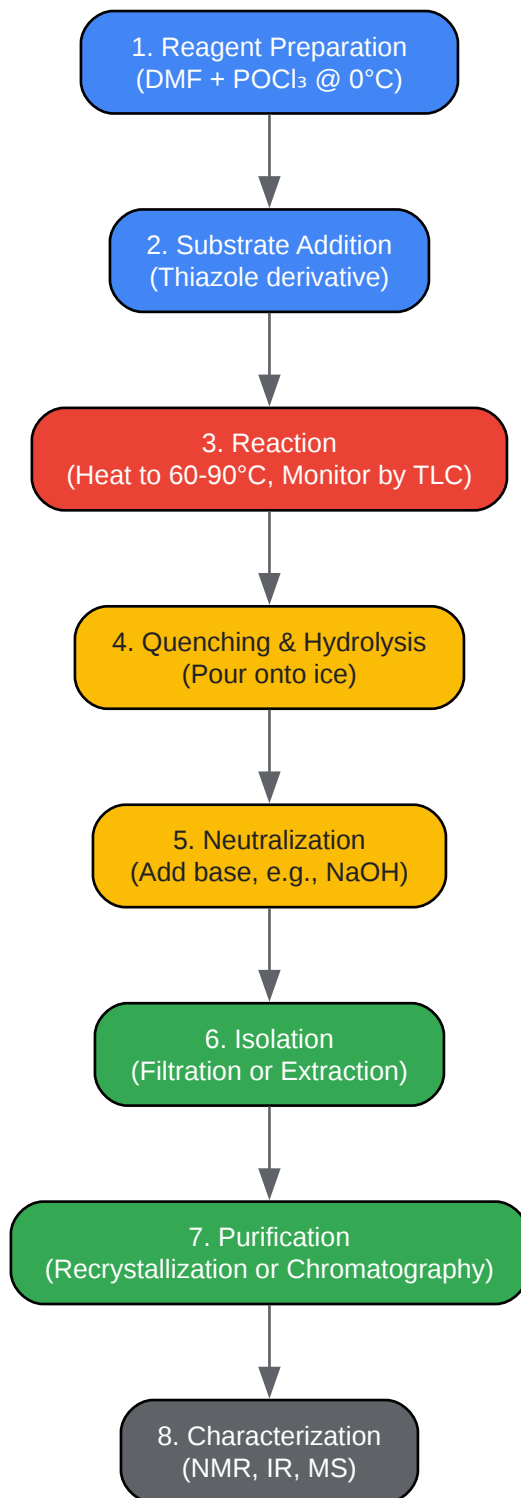 1. Reagent Preparation
(DMF + POCl₃ @ 0°C)
2. Substrate Addition
(Thiazole derivative)
3. Reaction
(Heat to 60-90°C, Monitor by TLC)
4. Quenching & Hydrolysis
(Pour onto ice)
5. Neutralization
(Add base, e.g., NaOH)
6. Isolation
(Filtration or Extraction)
7. Purification
(Recrystallization or Chromatography)
8. Characterization
(NMR, IR, MS)